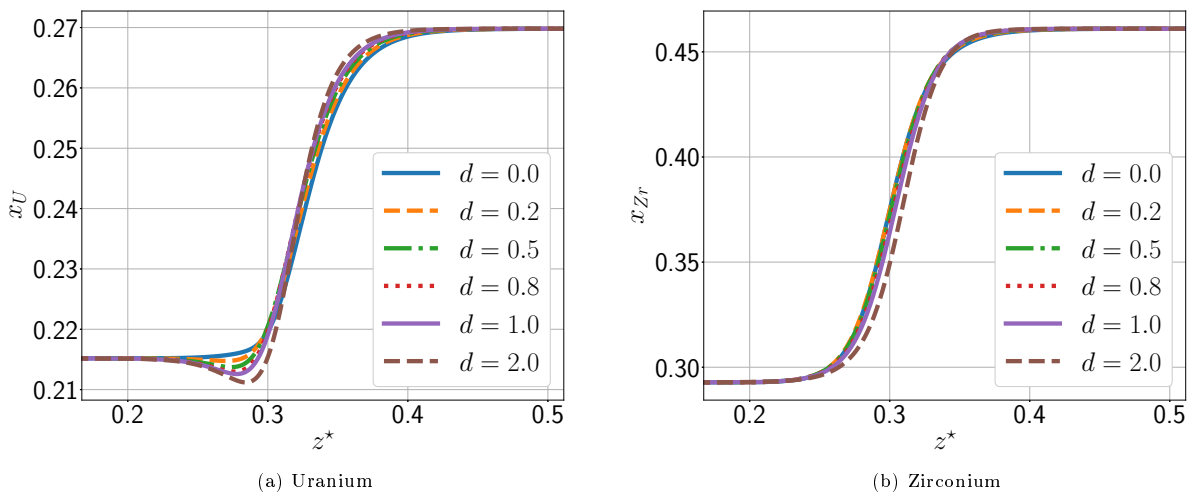 0.27
0.26
0.25
0.24
0.23
0.22
0.21
x_U
0.2
0.3
0.4
0.5
z⋆
d = 0.0
d = 0.2
d = 0.5
d = 0.8
d = 1.0
d = 2.0
(a) Uranium
0.45
0.40
0.35
0.30
x_{Zr}
0.2
0.3
0.4
0.5
z⋆
d = 0.0
d = 0.2
d = 0.5
d = 0.8
d = 1.0
d = 2.0
(b) Zirconium